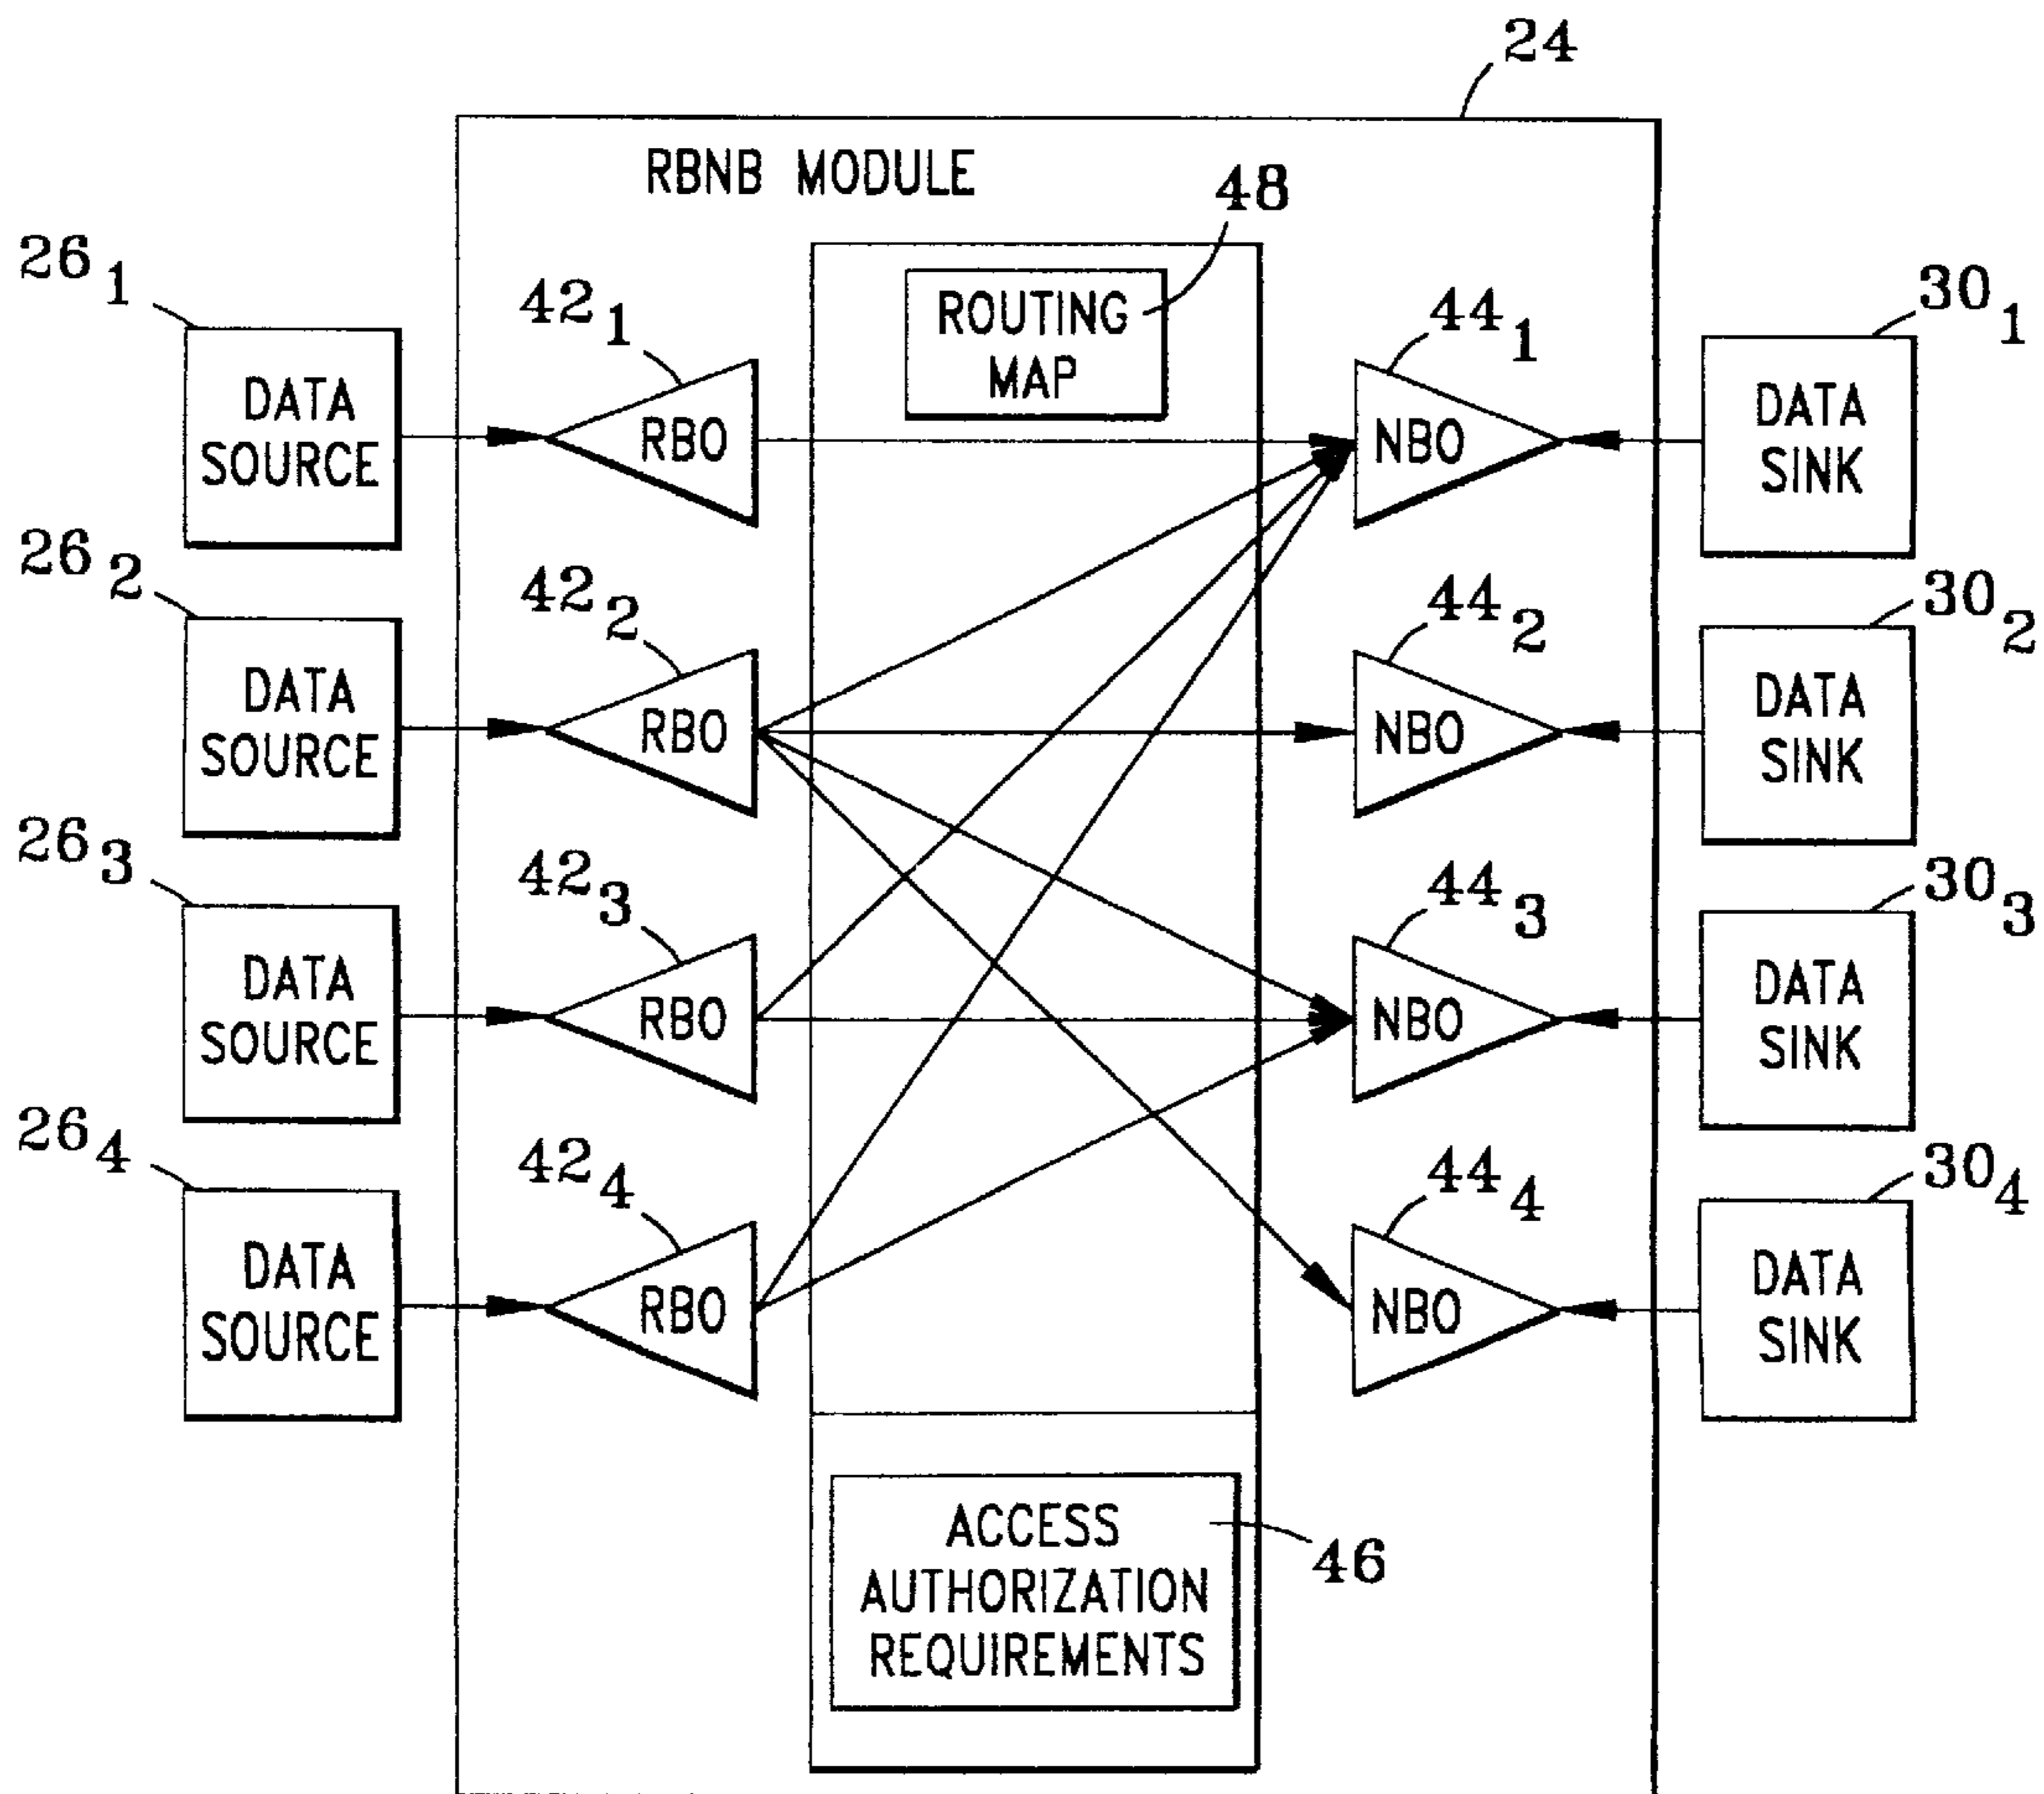 24
RBNB MODULE
48
ROUTING
MAP
26 1
DATA
SOURCE
42 1
RBO
44 1
NBO
30 1
DATA
SINK
26 2
DATA
SOURCE
42 2
RBO
44 2
NBO
30 2
DATA
SINK
26 3
DATA
SOURCE
42 3
RBO
44 3
NBO
30 3
DATA
SINK
26 4
DATA
SOURCE
42 4
RBO
44 4
NBO
30 4
DATA
SINK
ACCESS
AUTHORIZATION
REQUIREMENTS
46